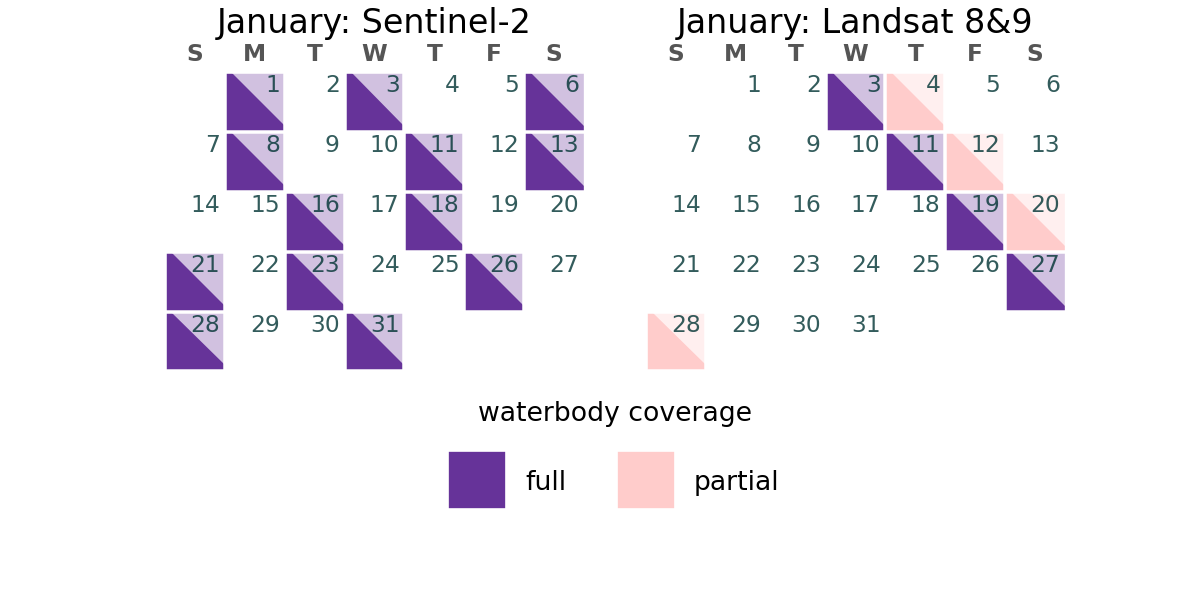 January: Sentinel-2
S M T W T F S
1 2 3 4 5 6
7 8 9 10 11 12 13
14 15 16 17 18 19 20
21 22 23 24 25 26 27
28 29 30 31
January: Landsat 8&9
S M T W T F S
1 2 3 4 5 6
7 8 9 10 11 12 13
14 15 16 17 18 19 20
21 22 23 24 25 26 27
28 29 30 31
waterbody coverage
full partial